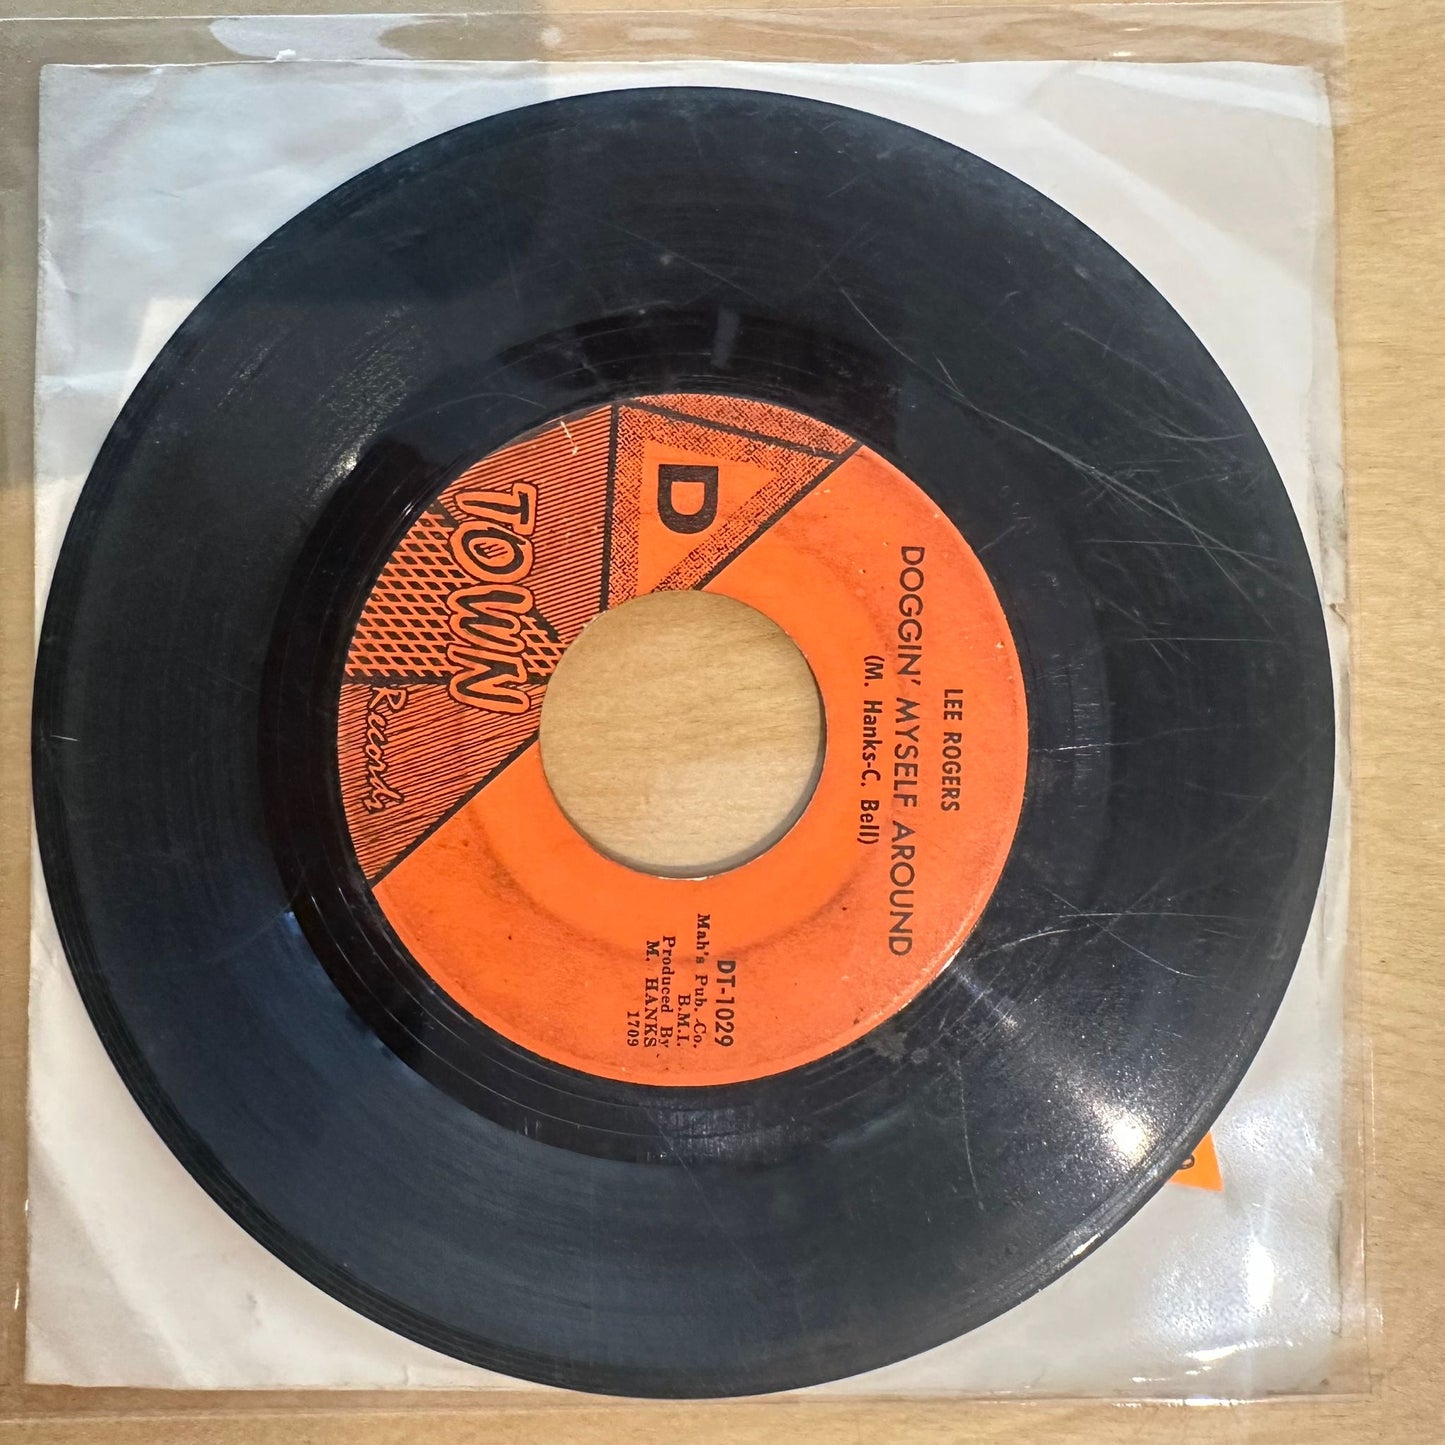 D
TOWN
Records
DT-1029
Mah's Pub. Co.
B.M.I.
Produced By
M. HANKS
1709
DOGGIN' MYSELF AROUND
(M. Hanks-C. Bell)
LEE ROGERS